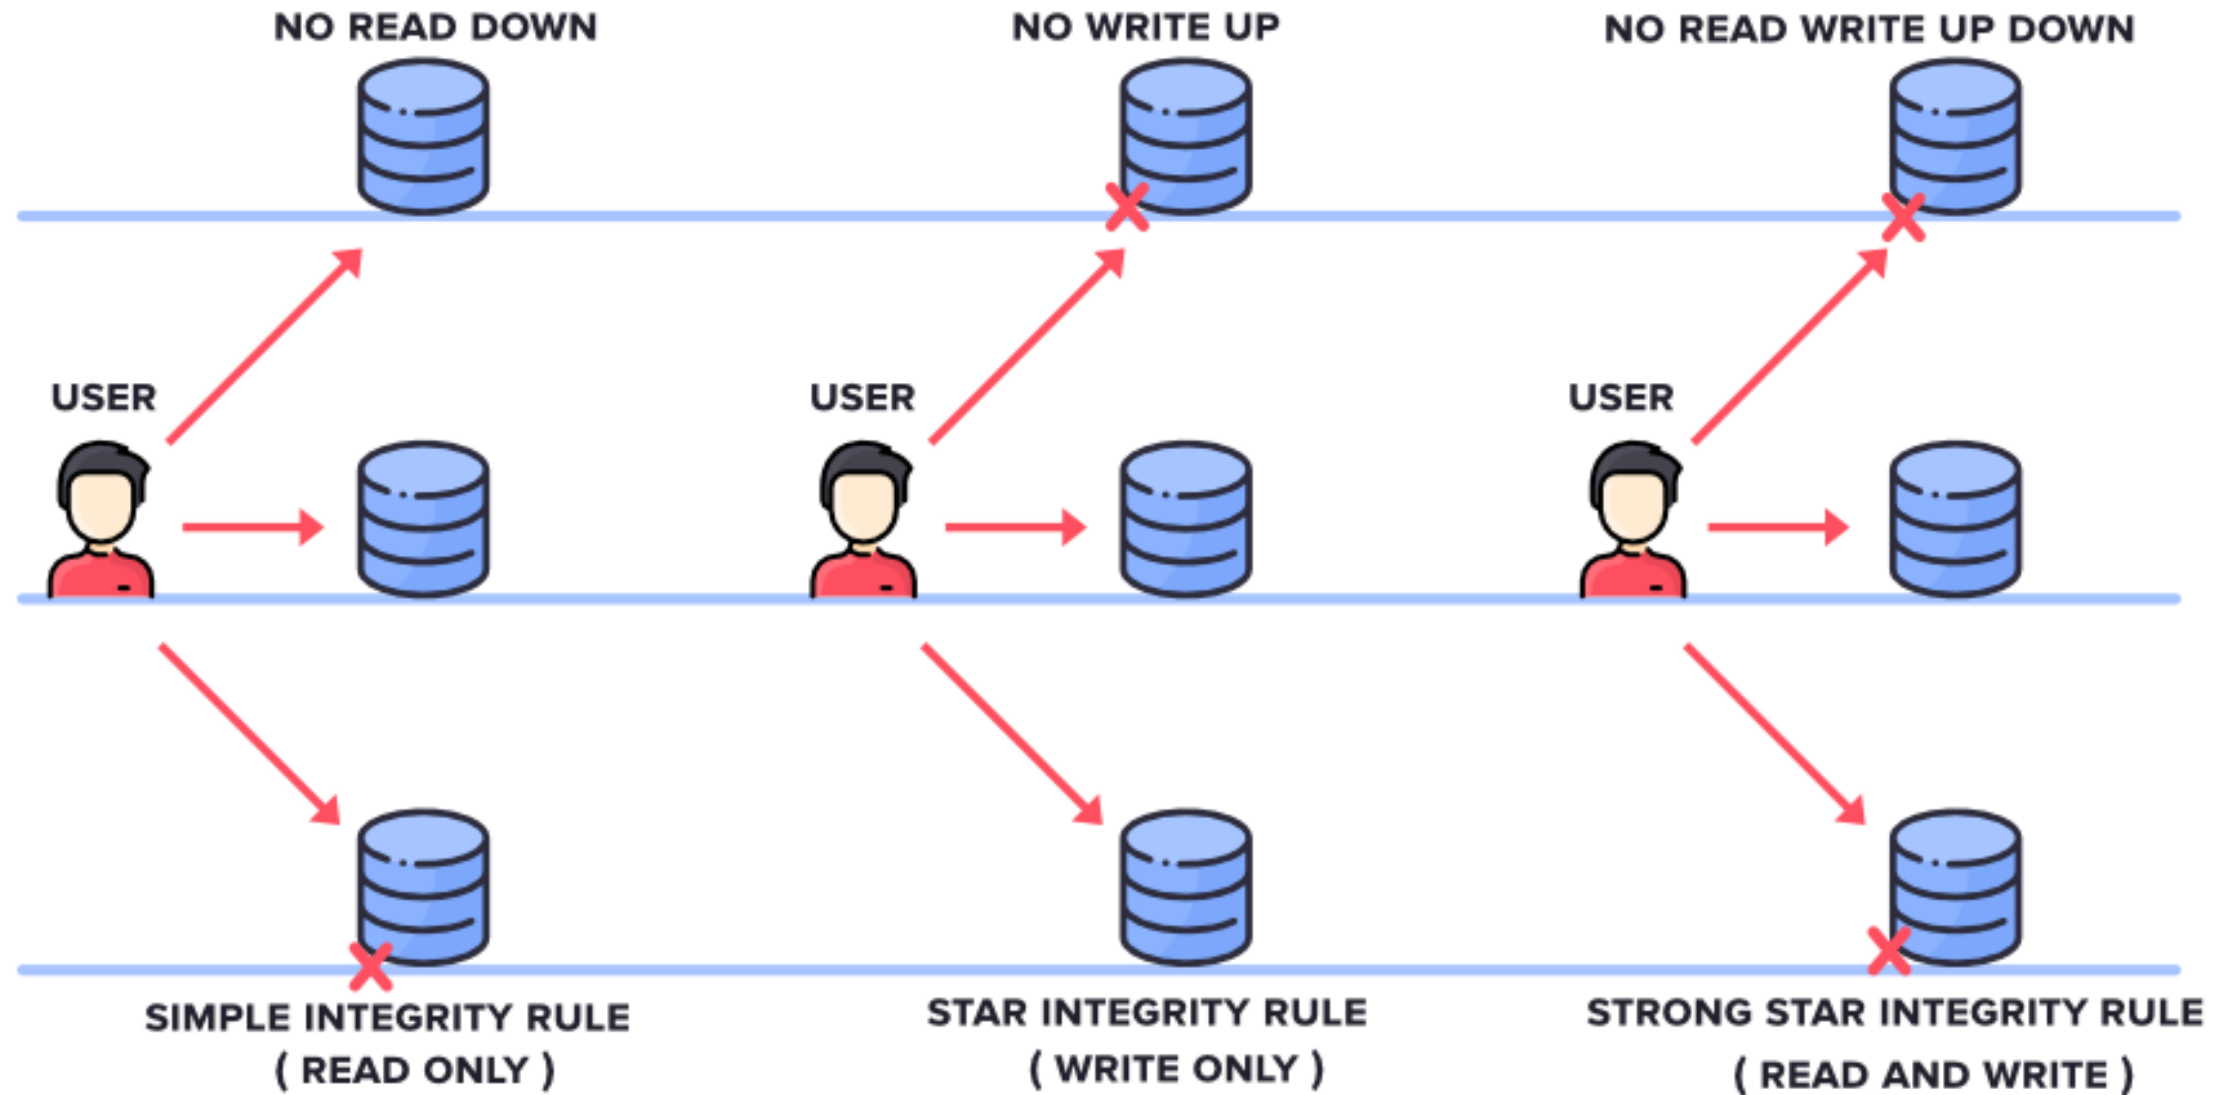 NO READ DOWN
NO WRITE UP
NO READ WRITE UP DOWN
USER
USER
USER
SIMPLE INTEGRITY RULE
( READ ONLY )
STAR INTEGRITY RULE
( WRITE ONLY )
STRONG STAR INTEGRITY RULE
( READ AND WRITE )